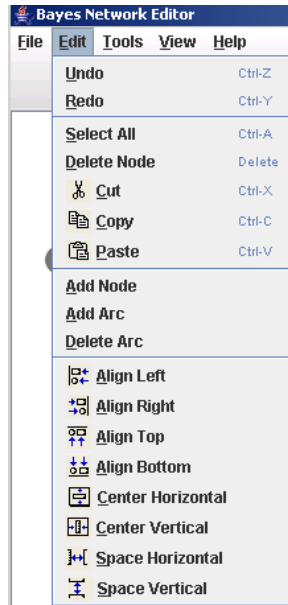 Bayes Network Editor
File Edit Tools View Help
Undo Ctrl-Z
Redo Ctrl-Y
Select All Ctrl-A
Delete Node Delete
Cut Ctrl-X
Copy Ctrl-C
Paste Ctrl-V
Add Node
Add Arc
Delete Arc
Align Left
Align Right
Align Top
Align Bottom
Center Horizontal
Center Vertical
Space Horizontal
Space Vertical